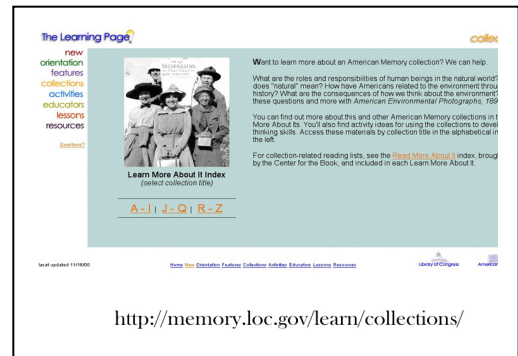 The Learning Page
collec
new
orientation
features
collections
activities
educators
lessons
resources
Questions?
TRESPASSING
Learn More About It Index
(select collection title)
A - I | J - Q | R - Z
Want to learn more about an American Memory collection? We can help.
What are the roles and responsibilities of human beings in the natural world?
does "natural" mean? How have Americans related to the environment throu
history? What are the consequences of how we think about the environment?
these questions and more with American Environmental Photographs, 189
You can find out more about this and other American Memory collections in t
More About Its. You'll also find activity ideas for using the collections to devel
thinking skills. Access these materials by collection title in the alphabetical in
the left.
For collection-related reading lists, see the Read More About It index, broug
by the Center for the Book, and included in each Learn More About It.
last updated 11/16/00
Home New Orientation Features Collections Activities Educators Lessons Resources
Library of Congress
American
http://memory.loc.gov/learn/collections/